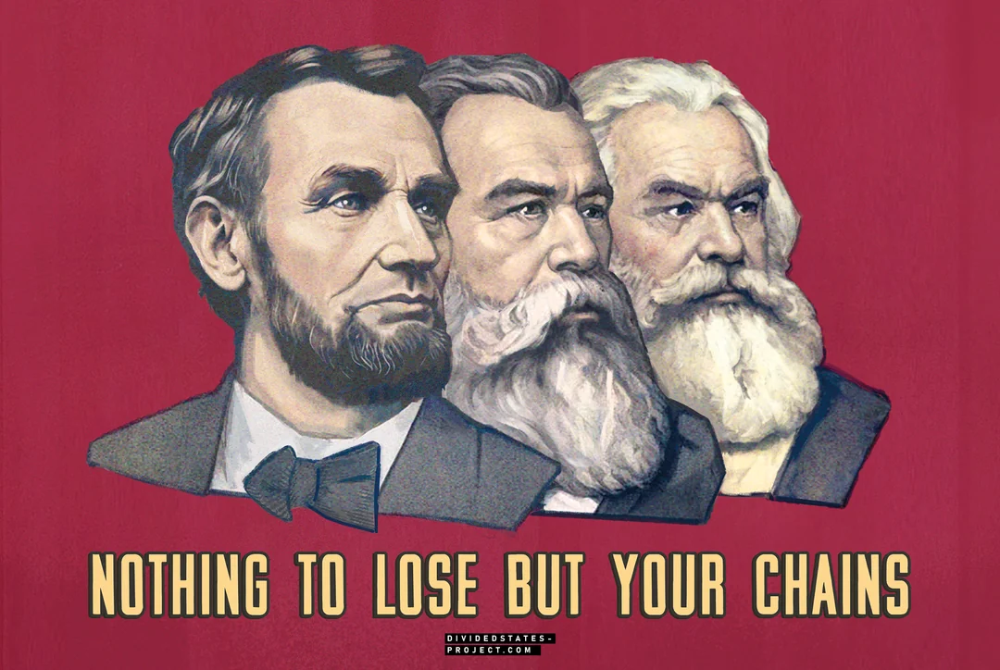 NOTHING TO LOSE BUT YOUR CHAINS
DIVIDEDSTATES-
PROJECT.COM